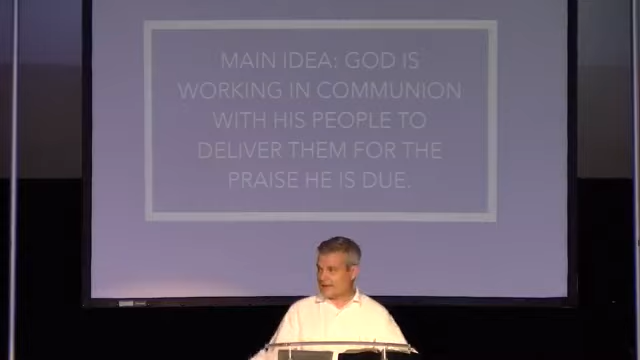 MAIN IDEA: GOD IS
WORKING IN COMMUNION
WITH HIS PEOPLE TO
DELIVER THEM FOR THE
PRAISE HE IS DUE.